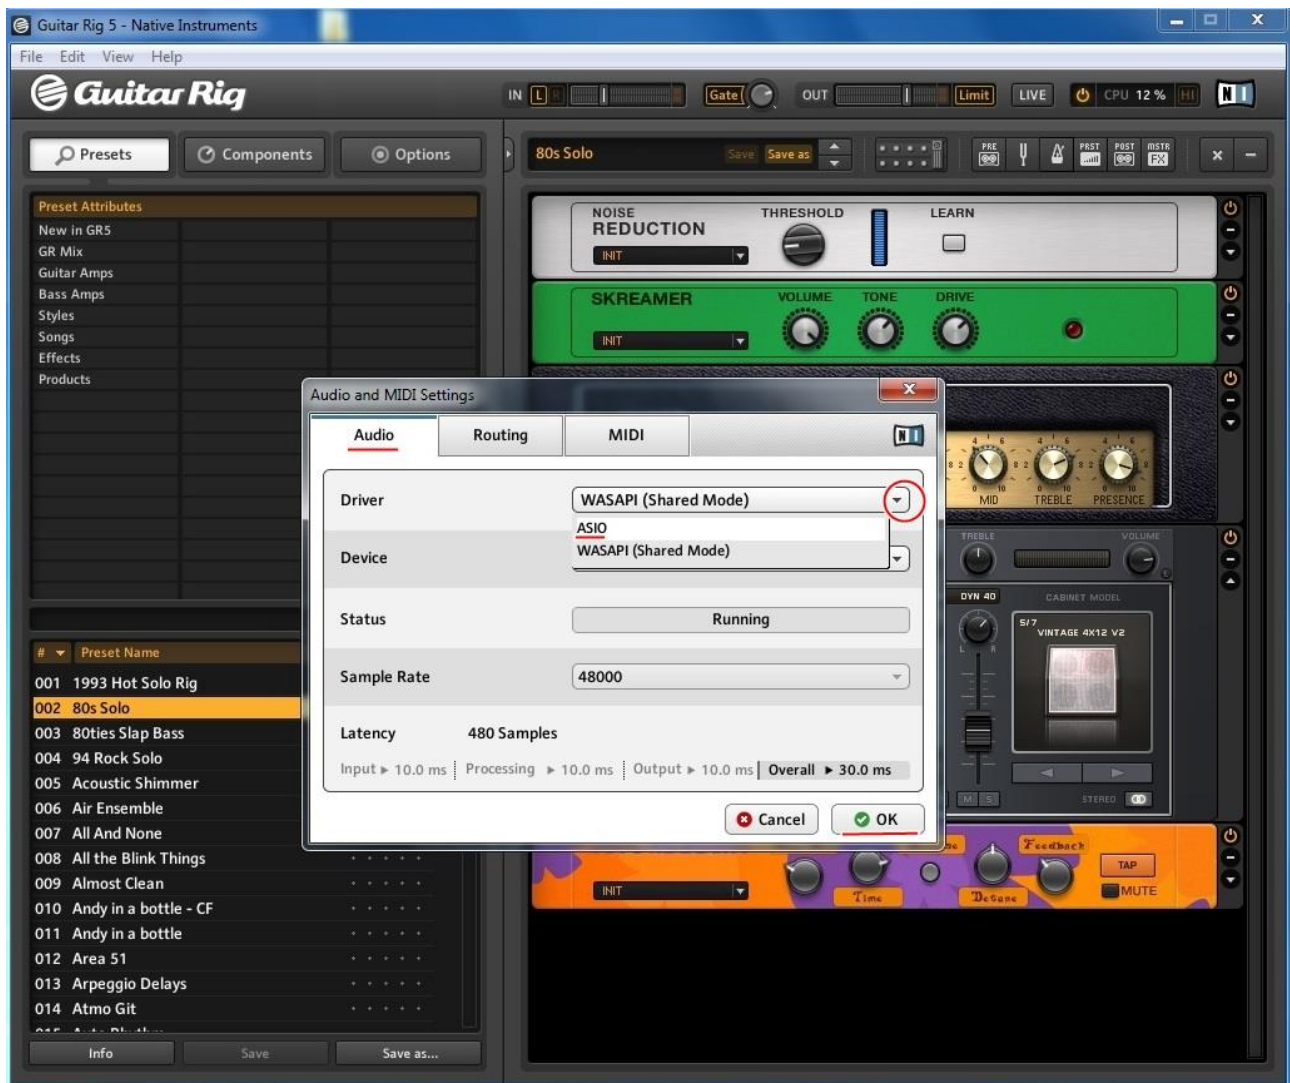 Guitar Rig 5 - Native Instruments
File Edit View Help
Guitar Rig
IN L R Gate OUT Limit LIVE CPU 12 % HI N I
Presets Components Options
80s Solo Save Save as PRE PRST POST MSTR FX
Preset Attributes
New in GR5
GR Mix
Guitar Amps
Bass Amps
Styles
Songs
Effects
Products
NOISE
REDUCTION
THRESHOLD LEARN
INIT
SKREAMER VOLUME TONE DRIVE
INIT
MID TREBLE PRESENCE
TREBLE VOLUME
DYN 40 CABINET MODEL
L R
5/7
VINTAGE 4X12 V2
M S STEREO
Feedback
TAP
MUTE
INIT
Time Detune
Audio and MIDI Settings
Audio Routing MIDI N I
Driver WASAPI (Shared Mode)
ASIO
WASAPI (Shared Mode)
Device
Status Running
Sample Rate 48000
Latency 480 Samples
Input 10.0 ms Processing 10.0 ms Output 10.0 ms Overall 30.0 ms
Cancel OK
# Preset Name
001 1993 Hot Solo Rig
002 80s Solo
003 80ties Slap Bass
004 94 Rock Solo
005 Acoustic Shimmer
006 Air Ensemble
007 All And None
008 All the Blink Things
009 Almost Clean
010 Andy in a bottle - CF
011 Andy in a bottle
012 Area 51
013 Arpeggio Delays
014 Atmo Git
Info Save Save as...